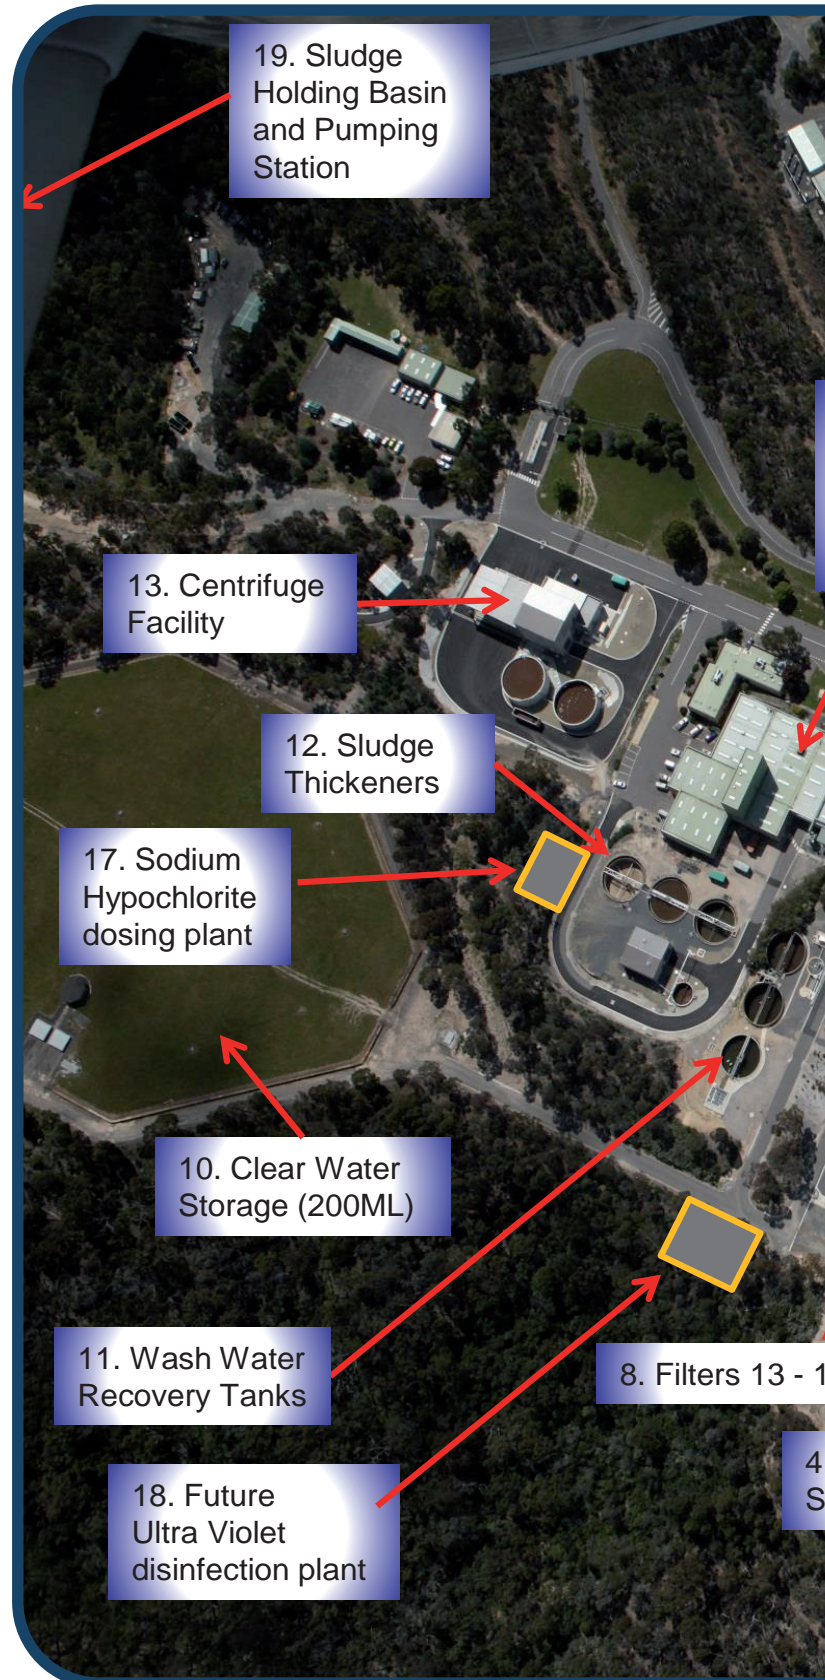 19. Sludge
Holding Basin
and Pumping
Station
13. Centrifuge
Facility
12. Sludge
Thickeners
17. Sodium
Hypochlorite
dosing plant
10. Clear Water
Storage (200ML)
11. Wash Water
Recovery Tanks
8. Filters 13 - 1
4
S
18. Future
Ultra Violet
disinfection plant